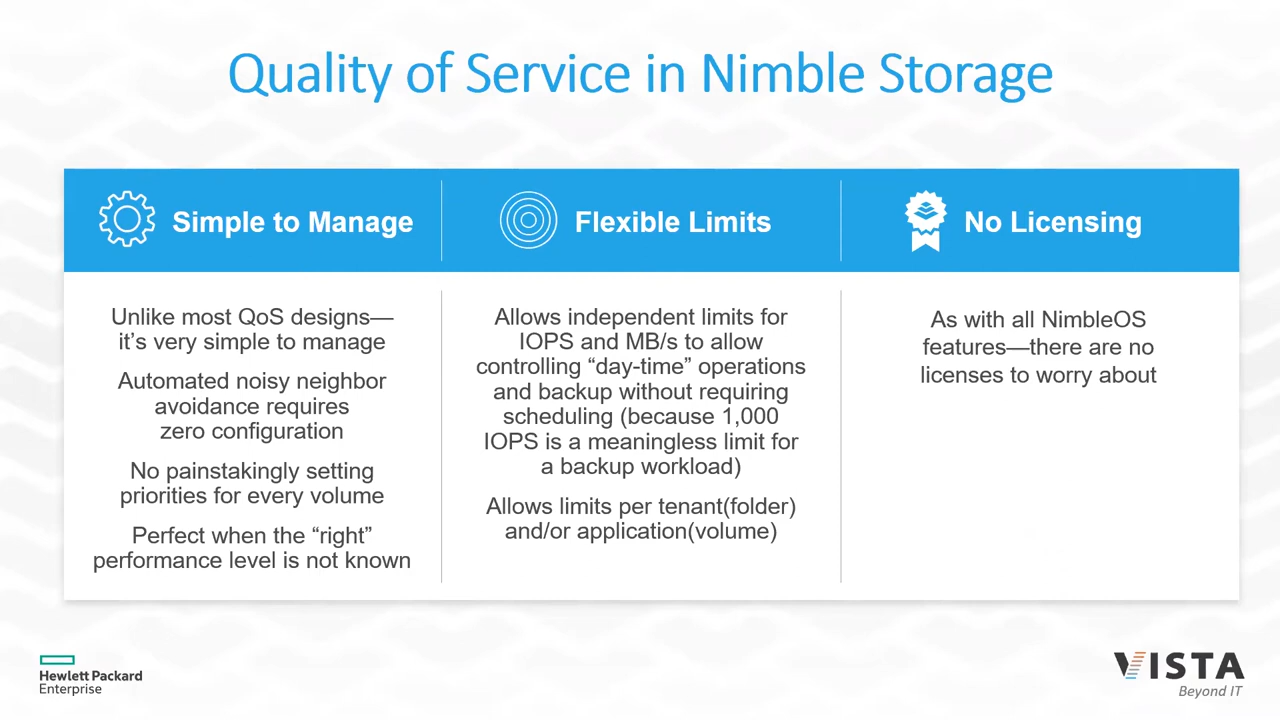 Quality of Service in Nimble Storage
Simple to Manage
Unlike most QoS designs—
it’s very simple to manage
Automated noisy neighbor
avoidance requires
zero configuration
No painstakingly setting
priorities for every volume
Perfect when the “right”
performance level is not known
Flexible Limits
Allows independent limits for
IOPS and MB/s to allow
controlling “day-time” operations
and backup without requiring
scheduling (because 1,000
IOPS is a meaningless limit for
a backup workload)
Allows limits per tenant(folder)
and/or application(volume)
No Licensing
As with all NimbleOS
features—there are no
licenses to worry about
Hewlett Packard
Enterprise
VISTA
Beyond IT